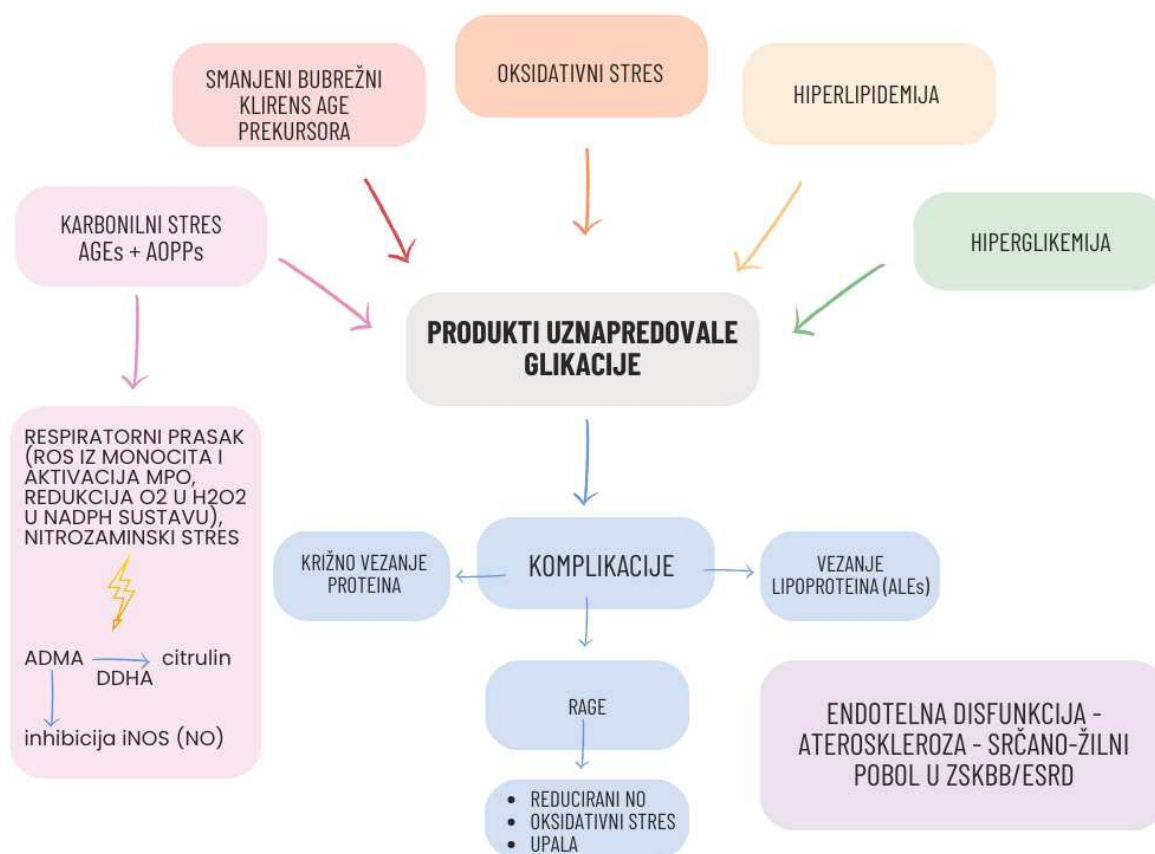 OKSIDATIVNI STRES
SMANJENI BUBREŽNI
KLIRENS AGE
PREKURSORA
HIPERLIPIDEMIJA
KARBONILNI STRES
AGEs + AOPPs
HIPERGLIKEMIJA
PRODUKTI UZNAPREDOVALE
GLIKACIJE
RESPIRATORNI PRASAK
(ROS IZ MONOCITA I
AKTIVACIJA MPO,
REDUKCIJA O2 U H2O2
U NADPH SUSTAVU),
NITROZAMINSKI STRES
ADMA
citrulin
DDHA
inhibicija iNOS (NO)
KRIŽNO VEZANJE
PROTEINA
KOMPLIKACIJE
VEZANJE
LIPOPROTEINA (ALEs)
RAGE
• REDUCIRANI NO
• OKSIDATIVNI STRES
• UPALA
ENDOTELNA DISFUNKCIJA -
ATEROSKLEROZA - SRČANO-ŽILNI
POBOL U ZSKBB/ESRD